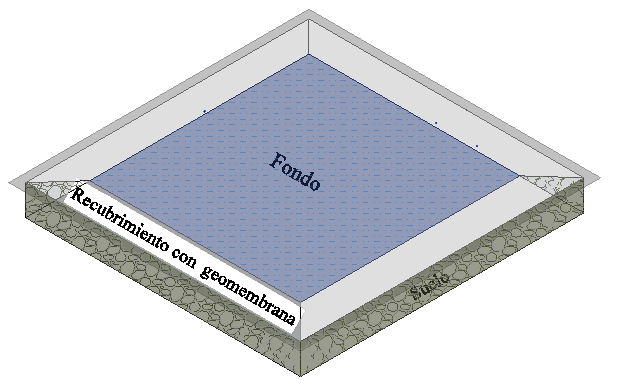 Fondo
Recubrimiento con geomembrana
Suelo